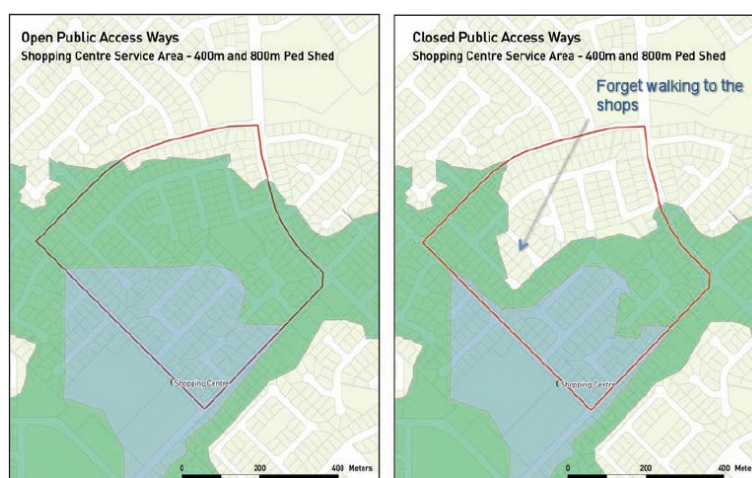 Open Public Access Ways
Shopping Centre Service Area - 400m and 800m Ped Shed
Shopping Centre
0 200 400 Meters
Closed Public Access Ways
Shopping Centre Service Area - 400m and 800m Ped Shed
Forget walking to the
shops
Shopping Centre
0 200 400 Mete